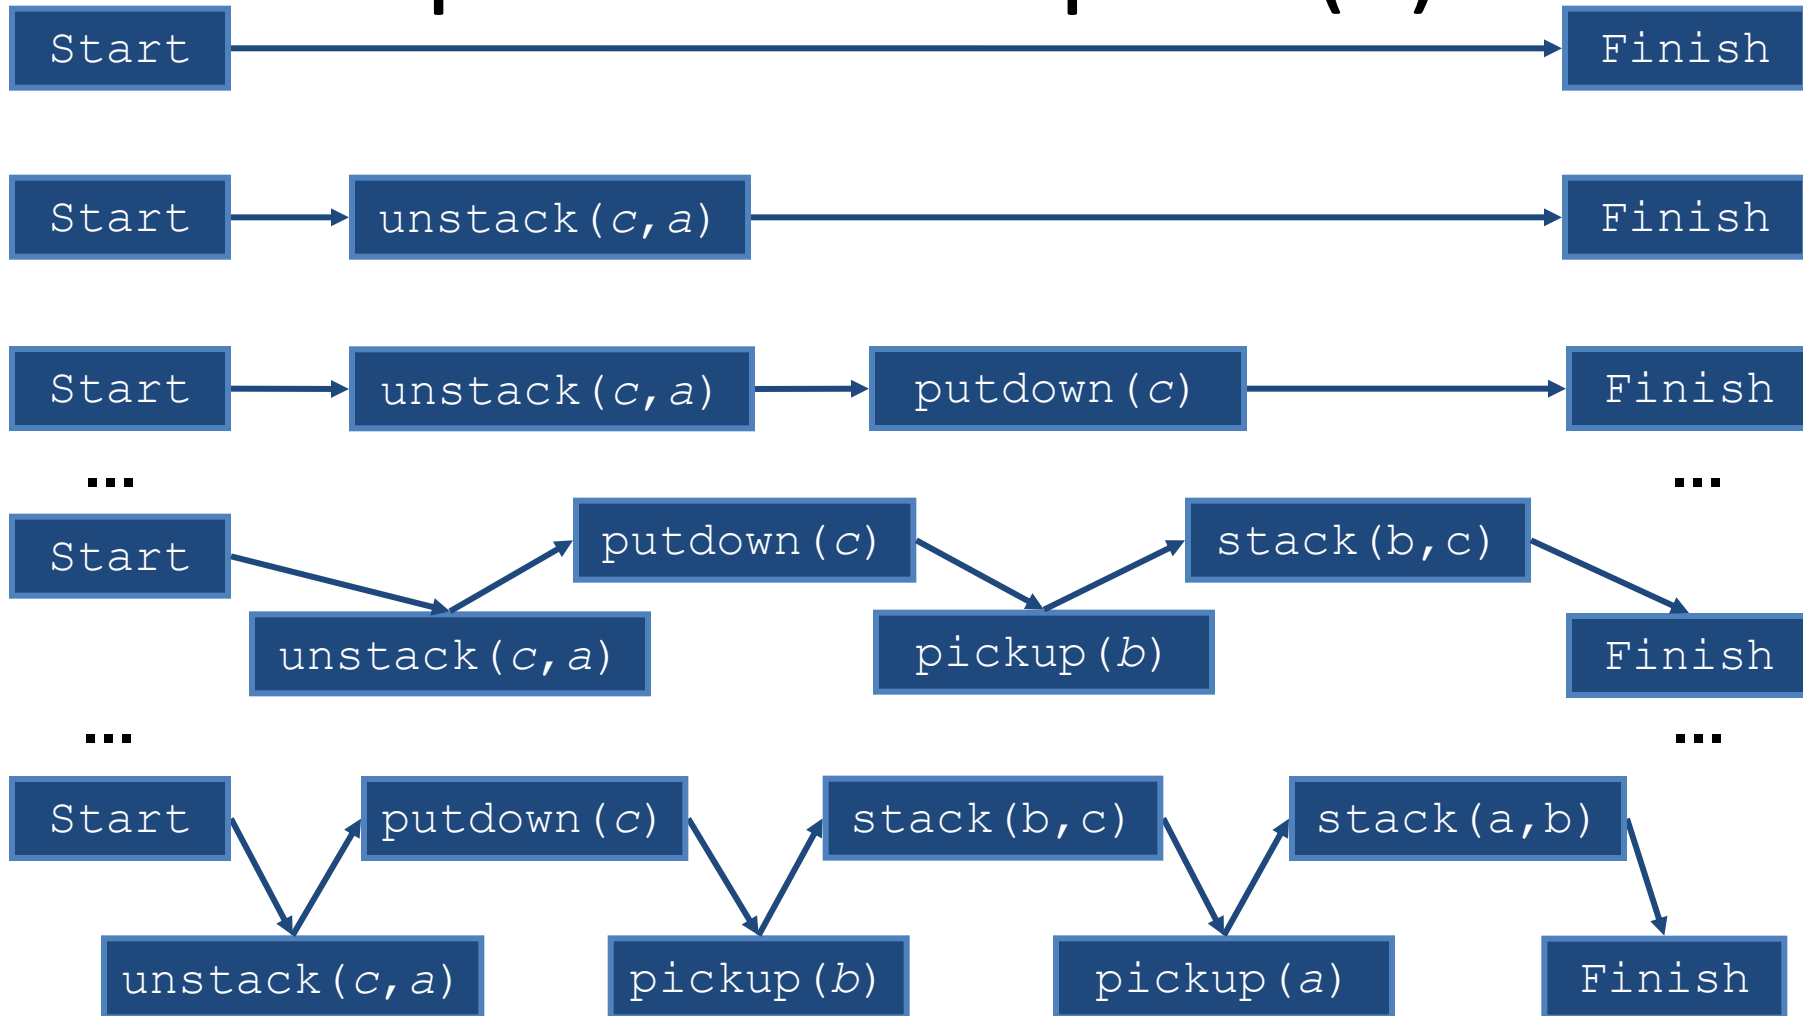 Start Finish
Start unstack(c,a) Finish
Start unstack(c,a) putdown(c) Finish
... ...
putdown(c) stack(b,c)
Start
unstack(c,a) pickup(b) Finish
... ...
Start putdown(c) stack(b,c) stack(a,b)
unstack(c,a) pickup(b) pickup(a) Finish